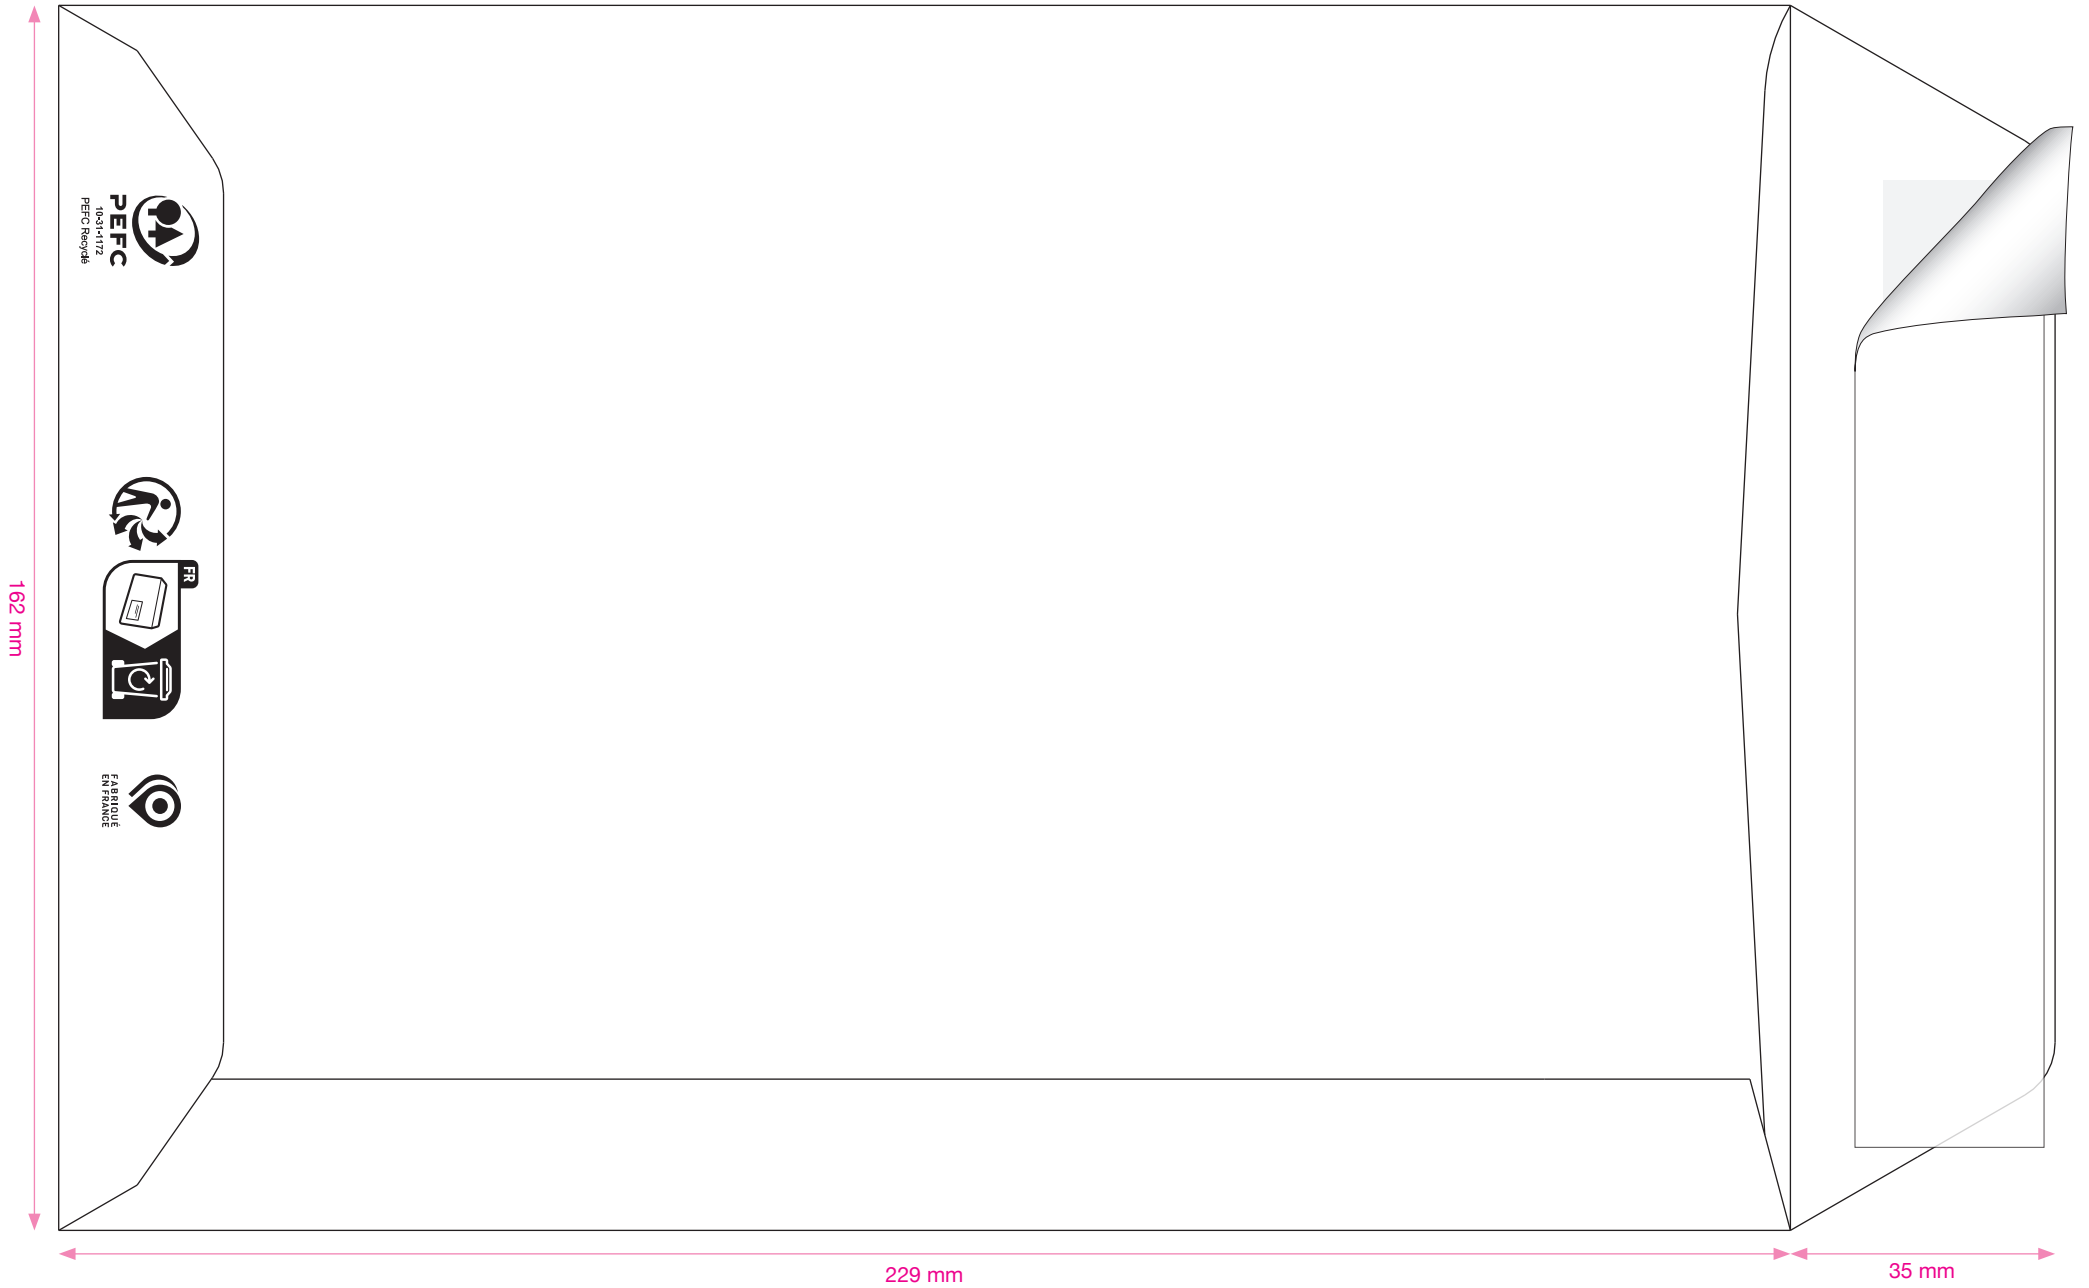 PEFC
10-31-1172
PEFC Recyclé
FR
FABRIQUÉ
EN FRANCE
162 mm
229 mm
35 mm